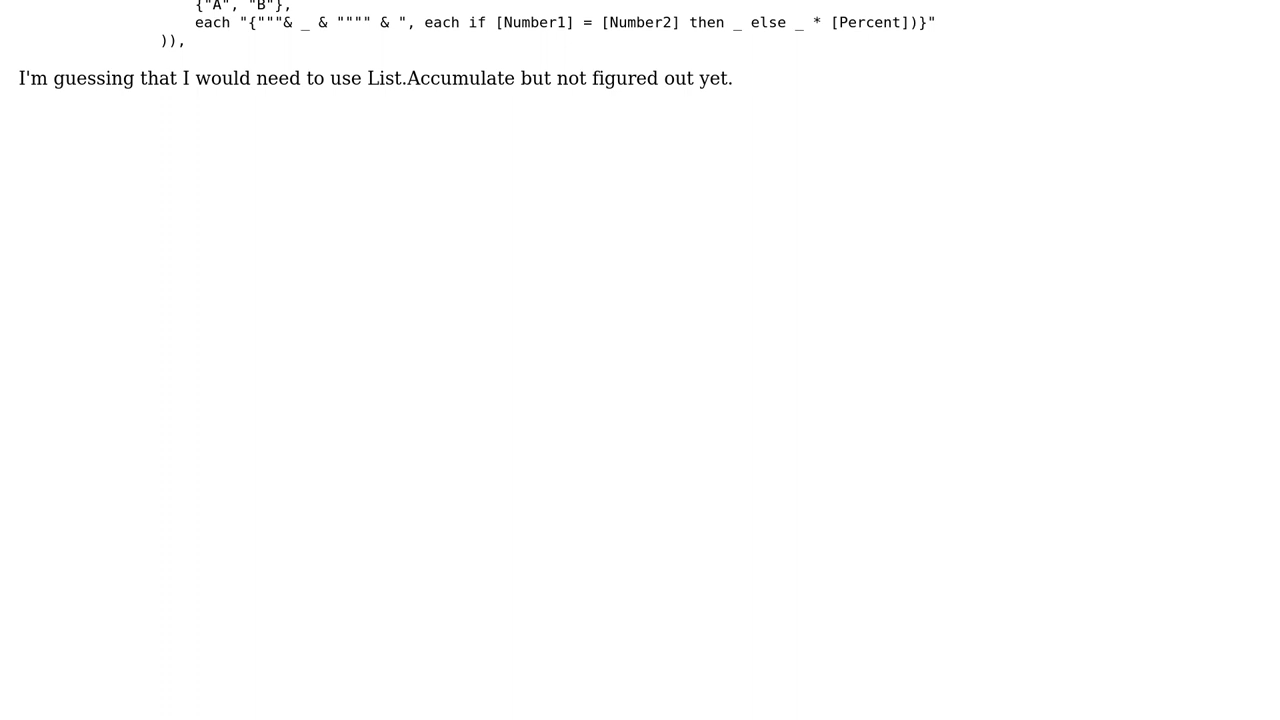 {"A", "B"},
each "{"""& _ & """" & ", each if [Number1] = [Number2] then _ else _ * [Percent])}"
)),
I'm guessing that I would need to use List.Accumulate but not figured out yet.